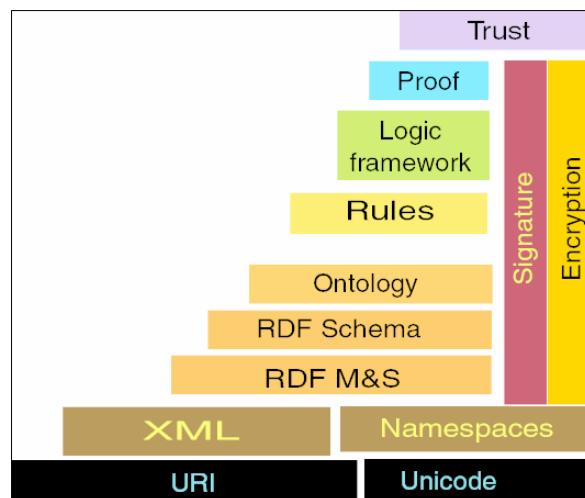 Trust
Proof
Logic
framework
Rules
Ontology
RDF Schema
RDF M&S
Signature
Encryption
XML
Namespaces
URI
Unicode